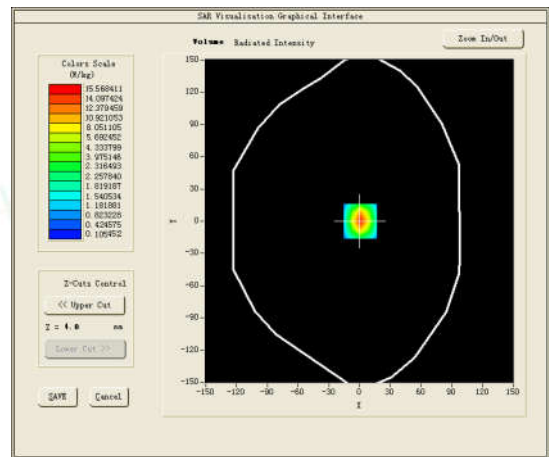 SAR Visualisation Graphical Interface
Volume Radiated Intensity
Zoom In/Out
Colors Scale
(W/kg)
15.568411
14.097424
12.379459
10.921053
8.051105
5.692452
4.333799
3.975146
2.316493
2.257840
1.819187
1.540534
1.181881
0.823228
0.424575
0.105452
Z-Cuts Control
<< Upper Cut
Z = 4.0 mm
Lower Cut >>
SAVE Cancel
150
120
90
60
30
0
-30
-60
-90
-120
-150
Y
-150 -120 -90 -60 -30 0 30 60 90 120 150
X